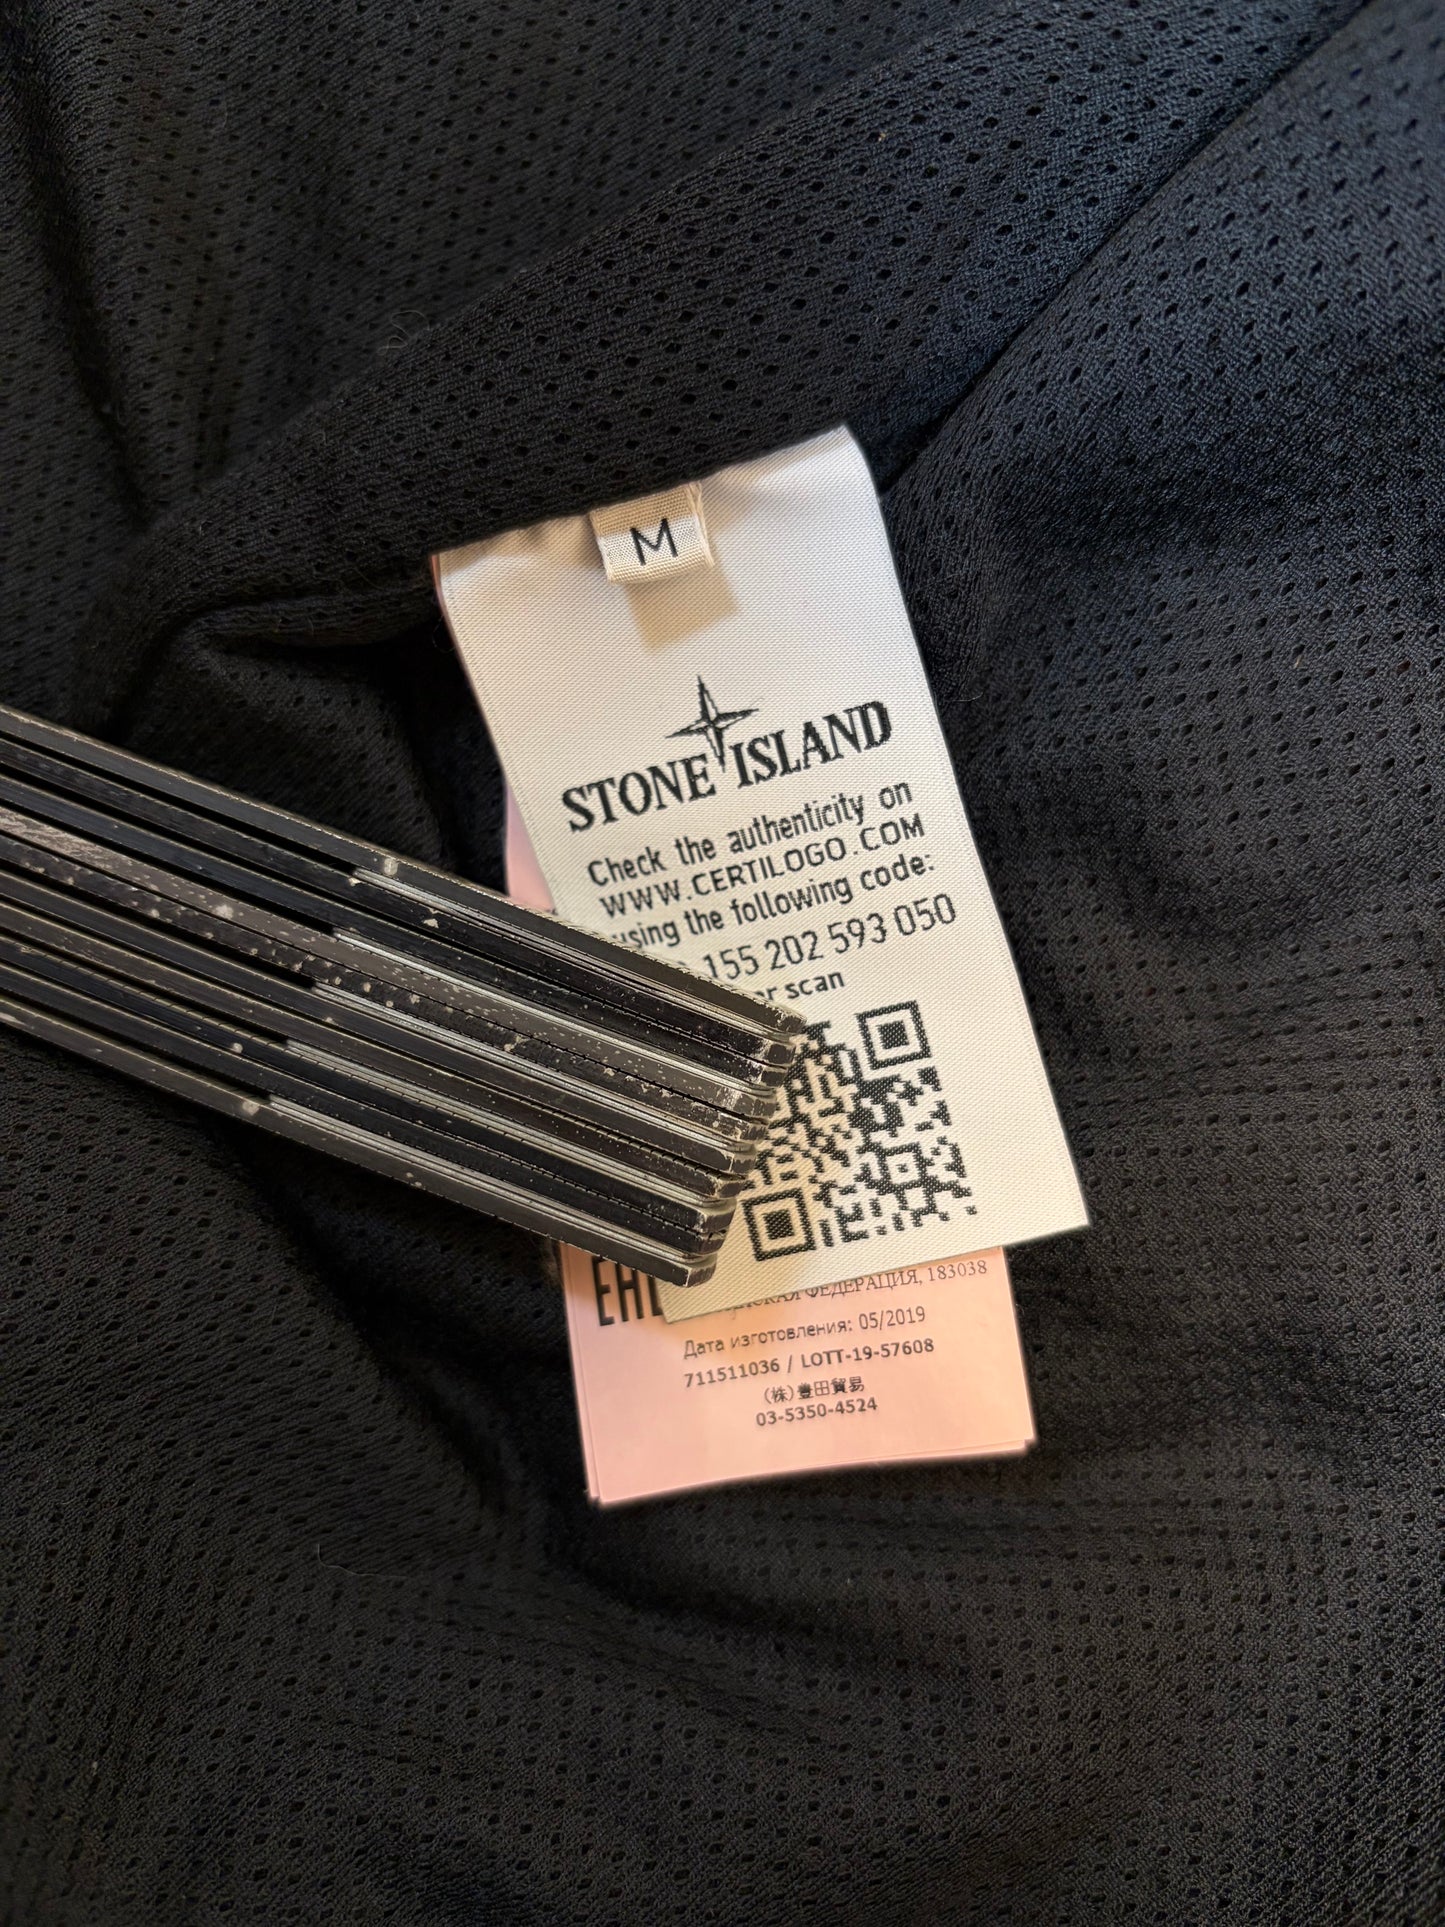 M
STONE ISLAND
Check the authenticity on
WWW.CERTILOGO.COM
using the following code:
155 202 593 050
or scan
ФЕДЕРАЦИЯ, 183038
Дата изготовления: 05/2019
711511036 / LOTT-19-57608
(株)豊田貿易
03-5350-4524